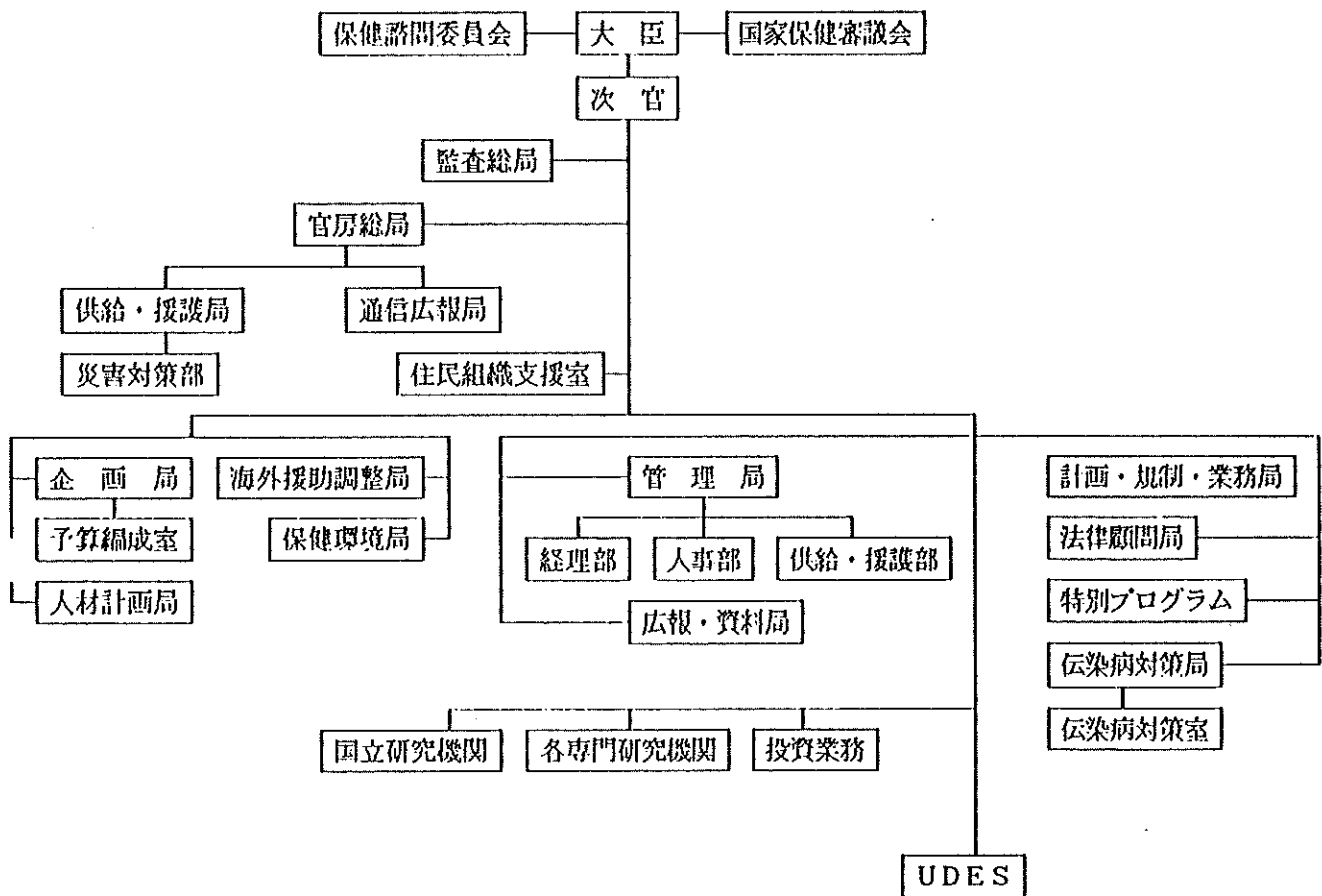 保健諮問委員会
大臣
国家保健審議会
次官
監査総局
官房総局
供給・援護局
通信広報局
災害対策部
住民組織支援室
企画局
海外援助調整局
管理局
計画・規制・業務局
予算編成室
保健環境局
経理部
人事部
供給・援護部
法律顧問局
人材計画局
広報・資料局
特別プログラム
伝染病対策局
伝染病対策室
国立研究機関
各専門研究機関
投資業務
UDES